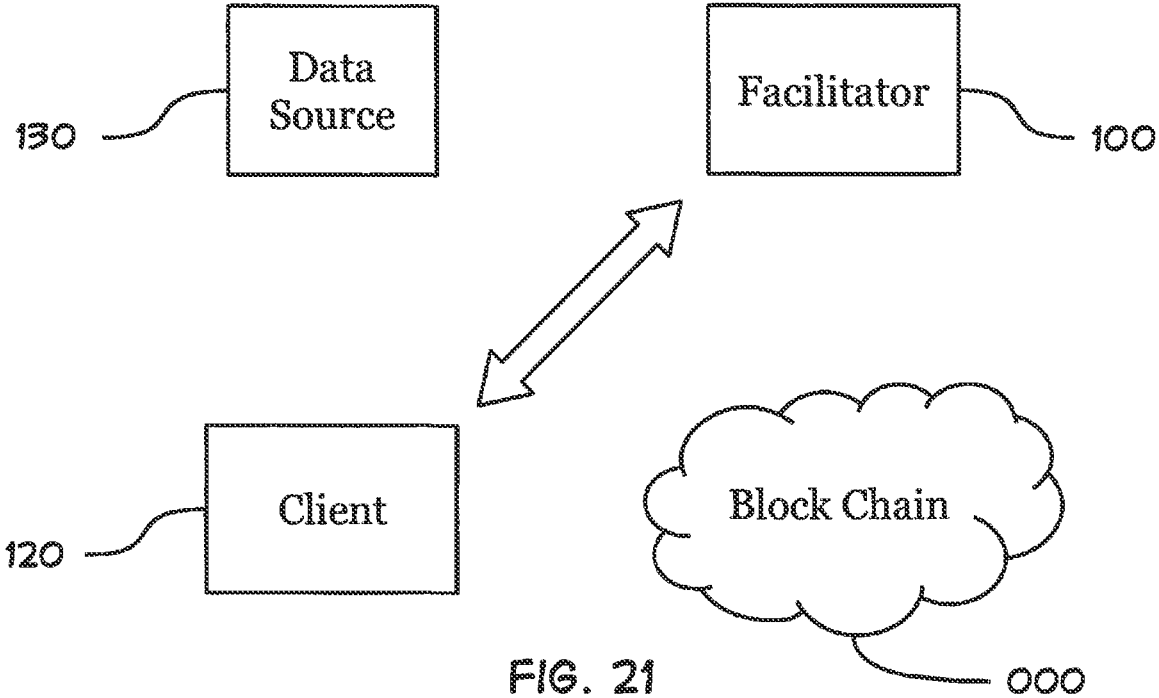 Data
Source
130
Facilitator
100
Client
120
Block Chain
000
FIG. 21